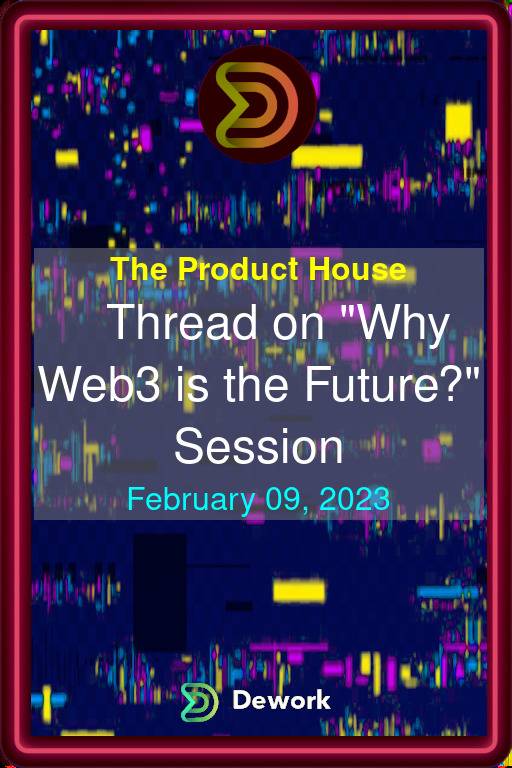 The Product House
Thread on "Why
Web3 is the Future?"
Session
February 09, 2023
Dework